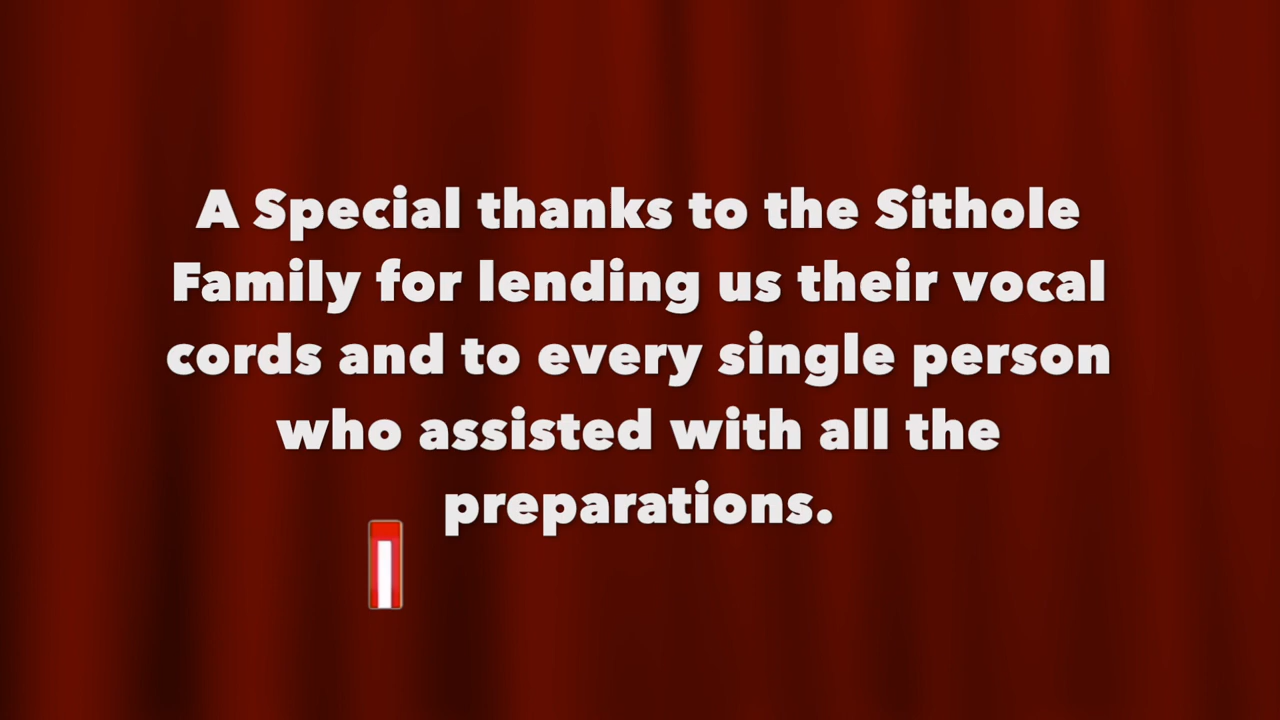 A Special thanks to the Sithole
Family for lending us their vocal
cords and to every single person
who assisted with all the
preparations.